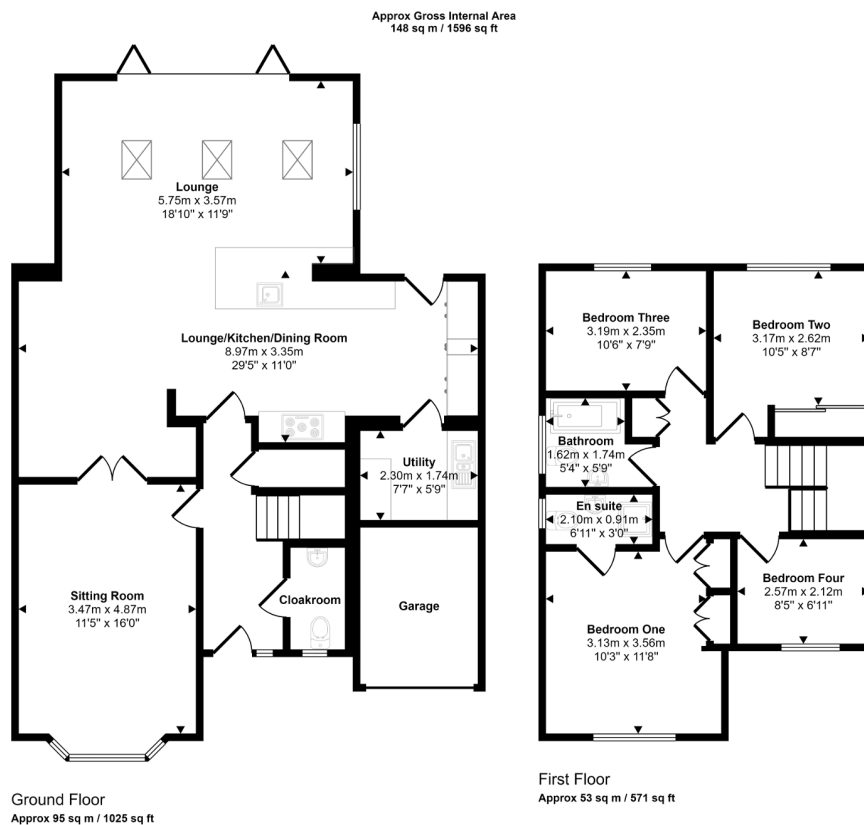 Approx Gross Internal Area
148 sq m / 1596 sq ft
Lounge
5.75m x 3.57m
18'10" x 11'9"
Lounge/Kitchen/Dining Room
8.97m x 3.35m
29'5" x 11'0"
Utility
2.30m x 1.74m
7'7" x 5'9"
Sitting Room
3.47m x 4.87m
11'5" x 16'0"
Cloakroom
Garage
Ground Floor
Approx 95 sq m / 1025 sq ft
Bedroom Three
3.19m x 2.35m
10'6" x 7'9"
Bedroom Two
3.17m x 2.62m
10'5" x 8'7"
Bathroom
1.62m x 1.74m
5'4" x 5'9"
En suite
2.10m x 0.91m
6'11" x 3'0"
Bedroom Four
2.57m x 2.12m
8'5" x 6'11"
Bedroom One
3.13m x 3.56m
10'3" x 11'8"
First Floor
Approx 53 sq m / 571 sq ft